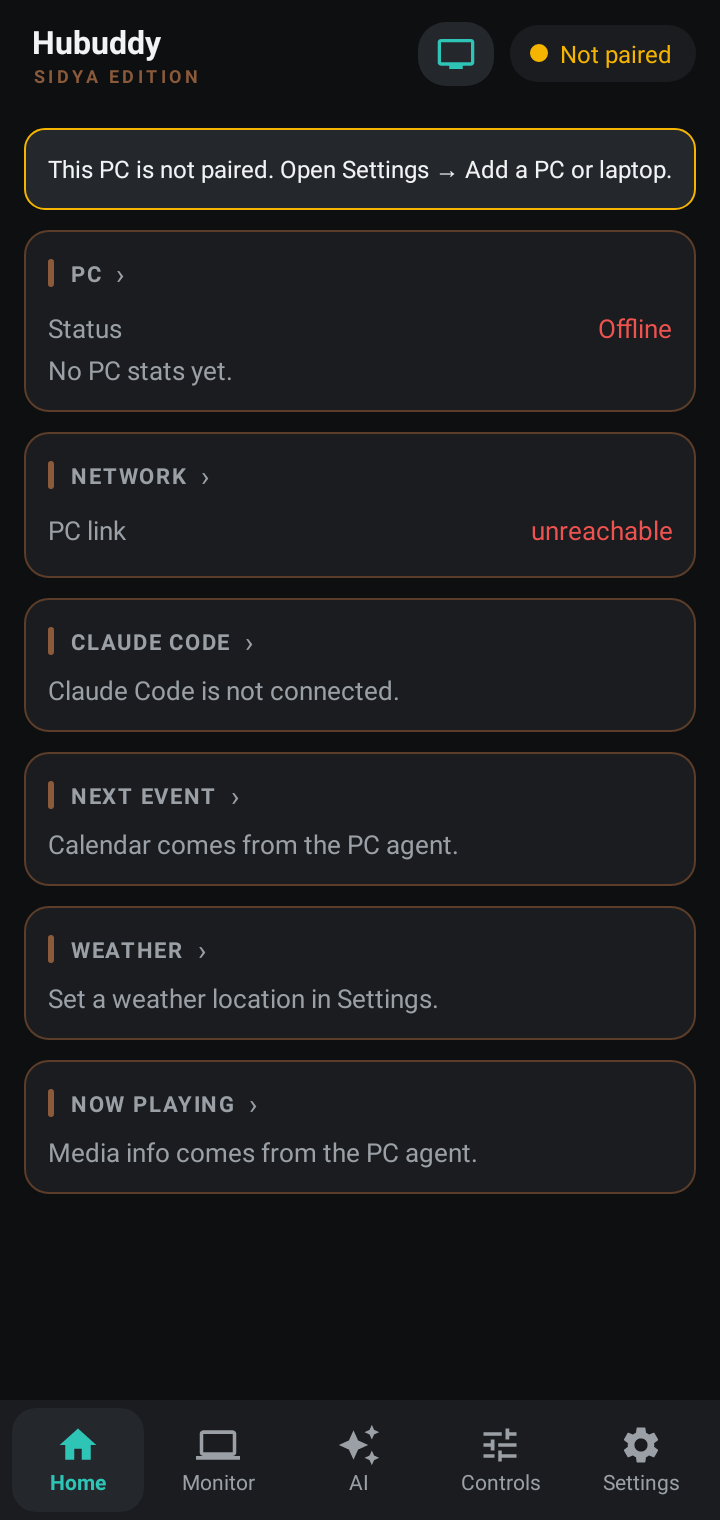 Hubuddy
SIDYA EDITION
Not paired
This PC is not paired. Open Settings → Add a PC or laptop.
PC ›
Status Offline
No PC stats yet.
NETWORK ›
PC link unreachable
CLAUDE CODE ›
Claude Code is not connected.
NEXT EVENT ›
Calendar comes from the PC agent.
WEATHER ›
Set a weather location in Settings.
NOW PLAYING ›
Media info comes from the PC agent.
Home Monitor AI Controls Settings